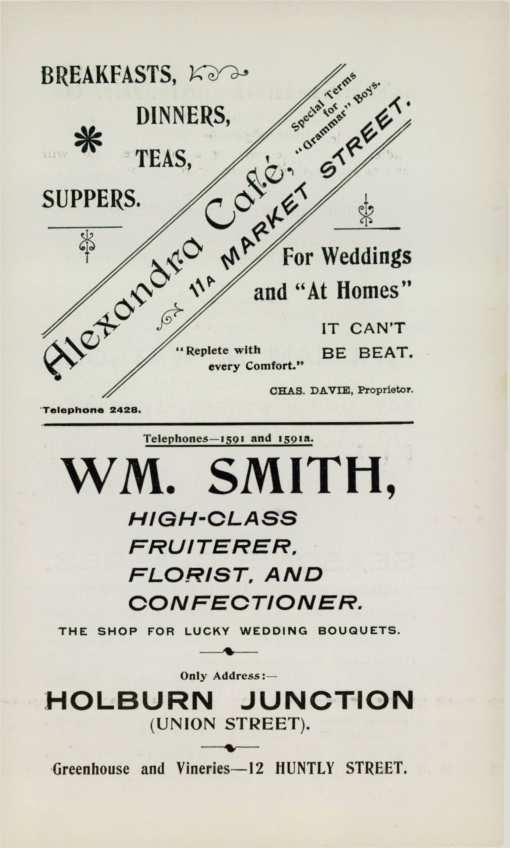 BREAKFASTS,
DINNERS,
TEAS,
SUPPERS.
Alexandra Café,
11A MARKET STREET.
Special Terms
for
"Grammar" Boys.
For Weddings
and "At Homes"
IT CAN'T
BE BEAT.
"Replete with
every Comfort."
CHAS. DAVIE, Proprietor.
Telephone 2428.
Telephones—1591 and 1591a.
WM. SMITH,
HIGH-CLASS
FRUITERER,
FLORIST, AND
CONFECTIONER.
THE SHOP FOR LUCKY WEDDING BOUQUETS.
Only Address:—
HOLBURN JUNCTION
(UNION STREET).
Greenhouse and Vineries—12 HUNTLY STREET.